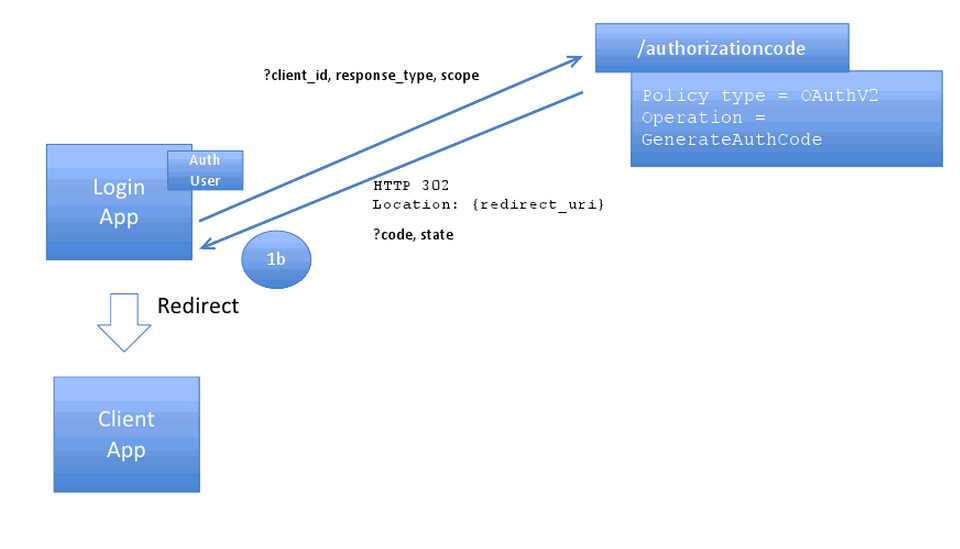 /authorizationcode
?client_id, response_type, scope
Policy type = OAuthV2
Operation =
GenerateAuthCode
Auth
User
Login
App
HTTP 302
Location: {redirect_uri}
?code, state
1b
Redirect
Client
App